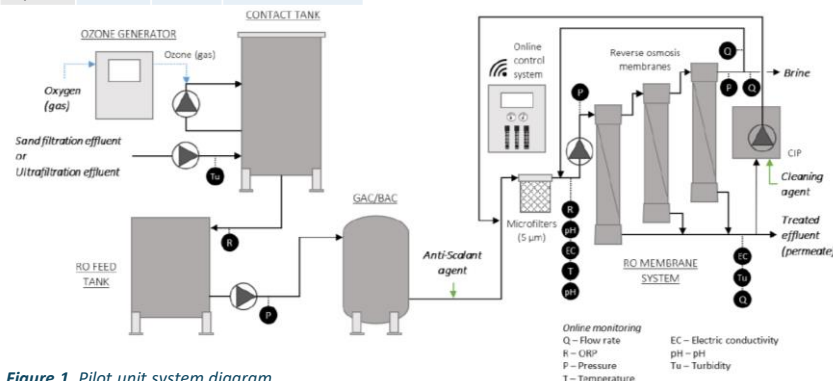 CONTACT TANK
OZONE GENERATOR
Ozone (gas)
Oxygen
(gas)
Sand filtration effluent
or
Ultrafiltration effluent
Tu
R
RO FEED
TANK
P
GAC/BAC
Anti-Scalant
agent
Online
control
system
Microfilters
(5 µm)
P
R
pH
EC
T
pH
Reverse osmosis
membranes
Q
P
Q
Brine
CIP
Cleaning
agent
Treated
effluent
(permeate)
RO MEMBRANE
SYSTEM
EC
Tu
Q
Online monitoring
Q – Flow rate
R – ORP
P – Pressure
T – Temperature
EC – Electric conductivity
pH – pH
Tu – Turbidity
Figure 1. Pilot unit system diagram